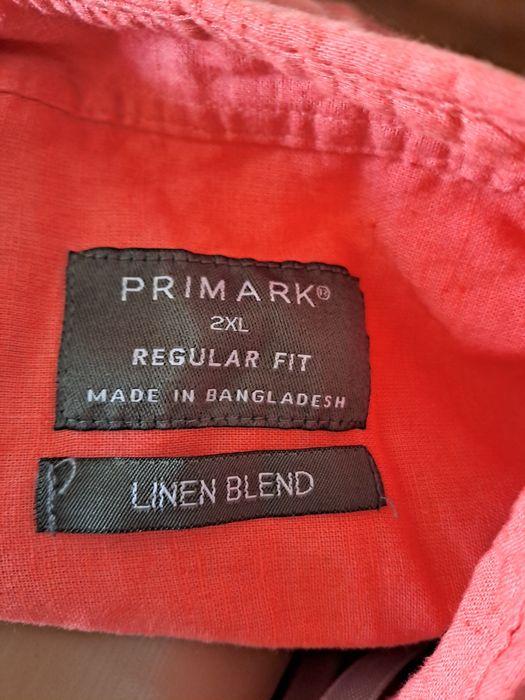 PRIMARK®
2XL
REGULAR FIT
MADE IN BANGLADESH
LINEN BLEND